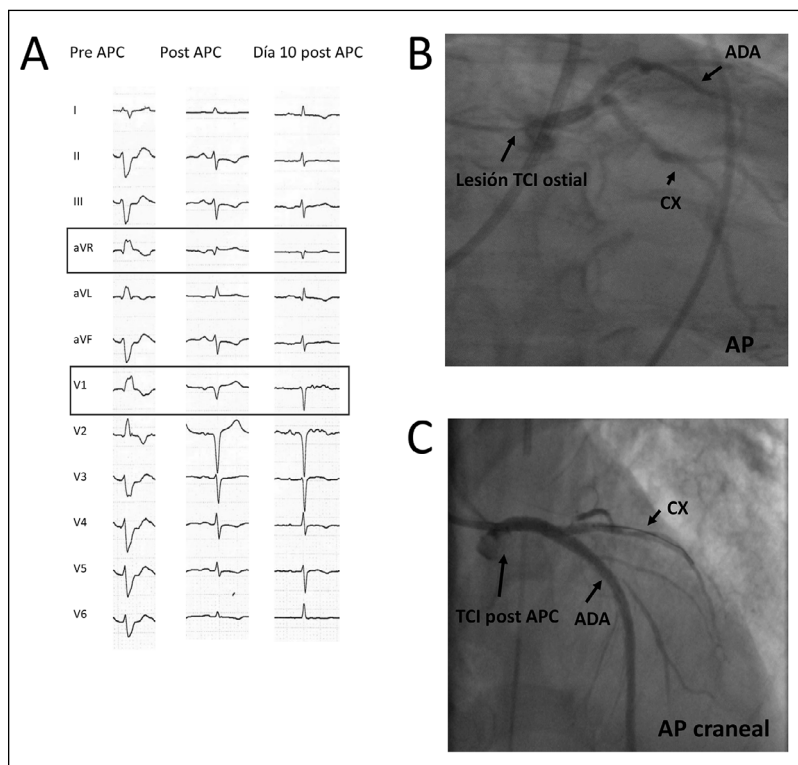 A
Pre APC Post APC Día 10 post APC
I
II
III
aVR
aVL
aVF
V1
V2
V3
V4
V5
V6
B
ADA
Lesión TCI ostial
CX
AP
C
CX
TCI post APC
ADA
AP craneal